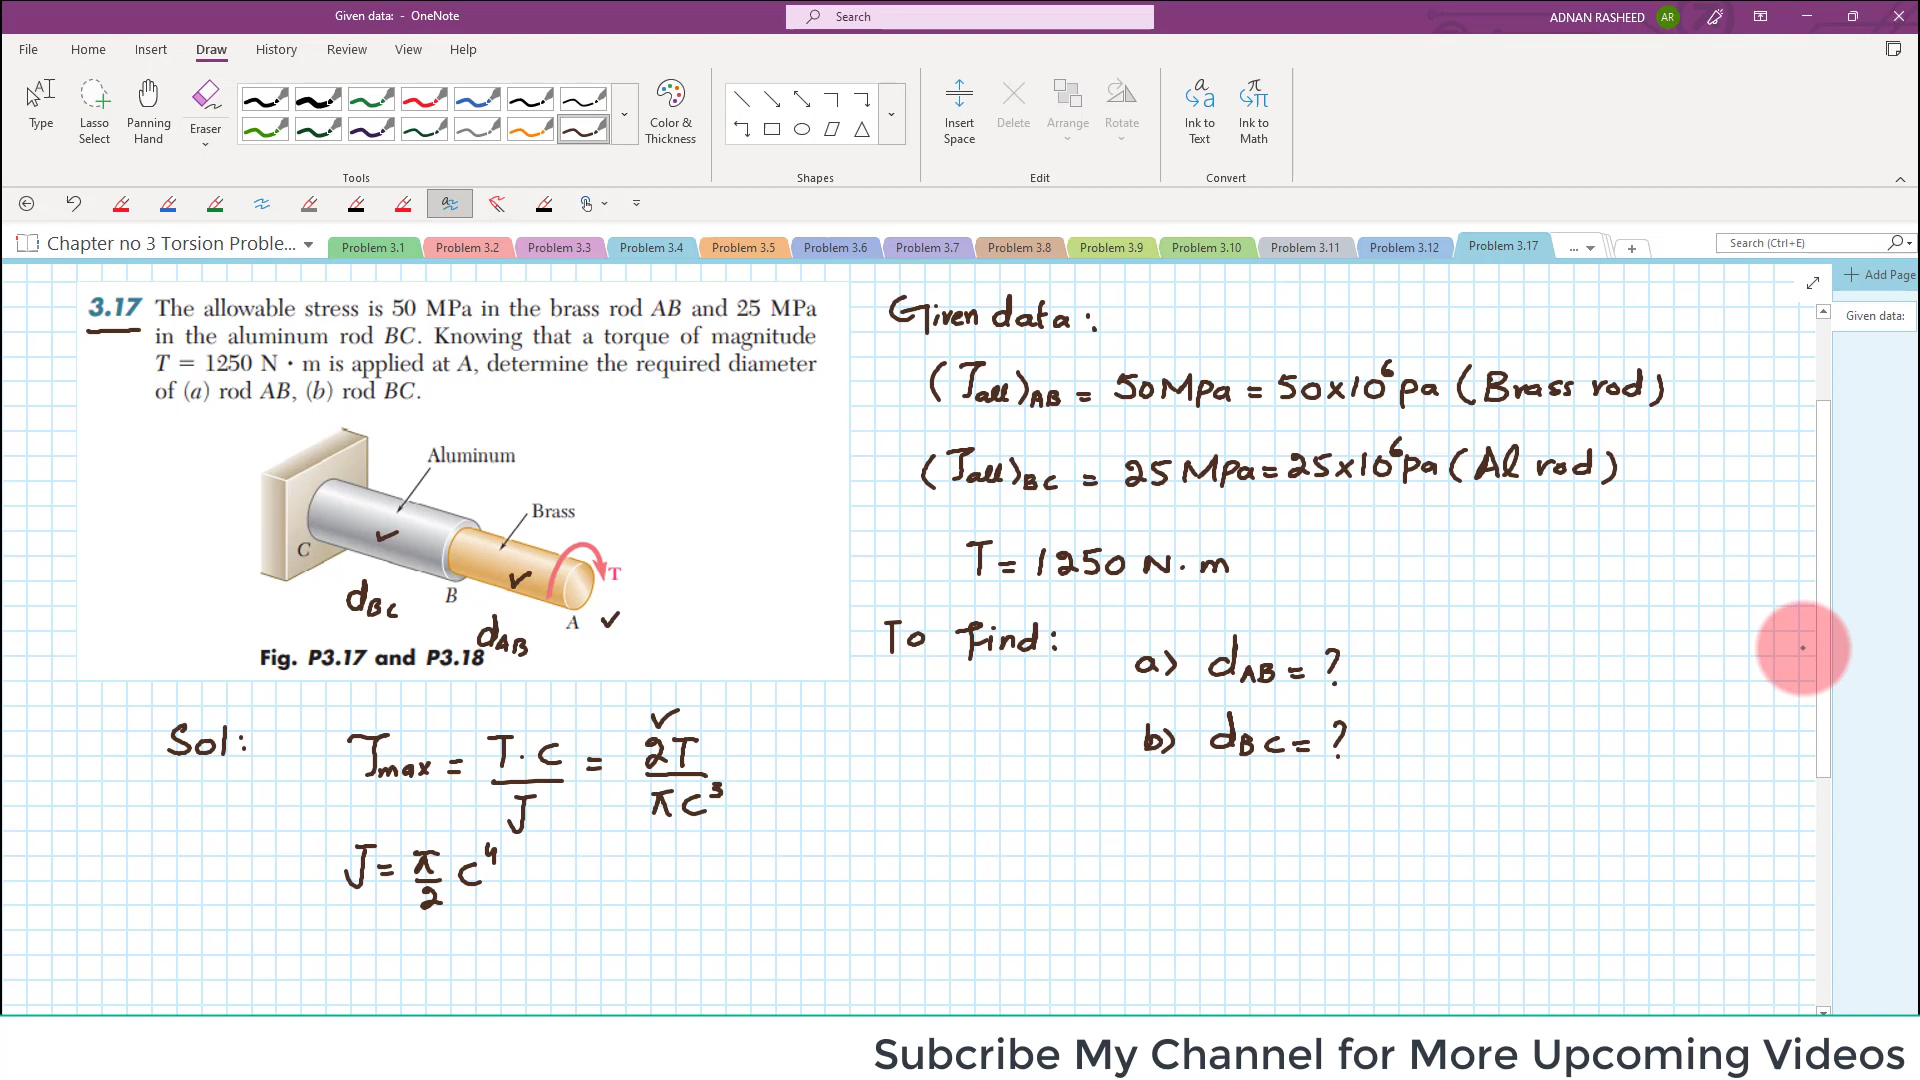 Given data: - OneNote
Search
ADNAN RASHEED
AR
File Home Insert Draw History Review View Help
Type
Lasso Select
Panning Hand
Eraser
Color & Thickness
Insert Space
Delete
Arrange
Rotate
Ink to Text
Ink to Math
Tools
Shapes
Edit
Convert
Chapter no 3 Torsion Proble...
Problem 3.1
Problem 3.2
Problem 3.3
Problem 3.4
Problem 3.5
Problem 3.6
Problem 3.7
Problem 3.8
Problem 3.9
Problem 3.10
Problem 3.11
Problem 3.12
Problem 3.17
...
Search (Ctrl+E)
Add Page
Given data:
3.17 The allowable stress is 50 MPa in the brass rod AB and 25 MPa
in the aluminum rod BC. Knowing that a torque of magnitude
T = 1250 N · m is applied at A, determine the required diameter
of (a) rod AB, (b) rod BC.
Aluminum
Brass
C
B
A
T
dBC
dAB
Fig. P3.17 and P3.18
Given data:
(τall)AB = 50 Mpa = 50×10⁶ pa (Brass rod)
(τall)BC = 25 Mpa = 25×10⁶ pa (Al rod)
T = 1250 N·m
To Find:
a) dAB = ?
b) dBC = ?
Sol:
τmax = T·C / J = 2T / πC³
J = π/2 C⁴
Subcribe My Channel for More Upcoming Videos